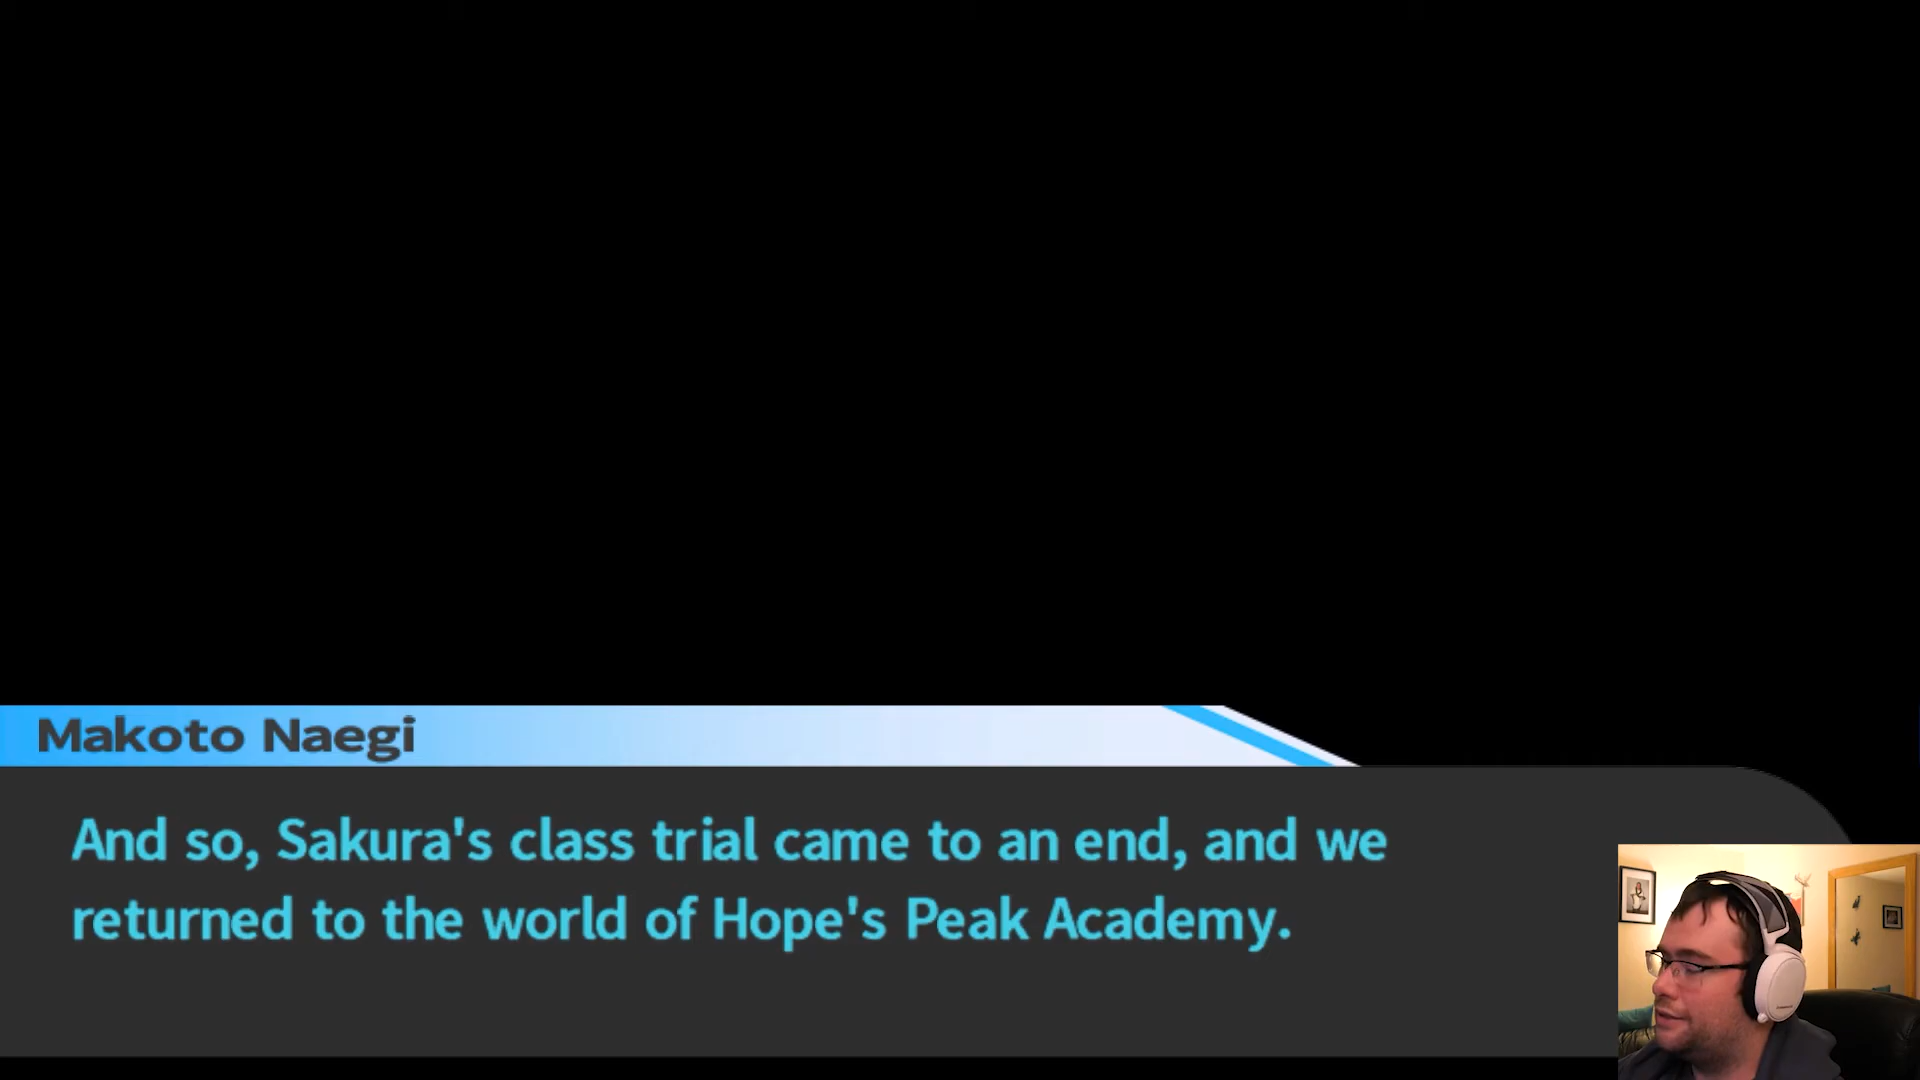 Makoto Naegi
And so, Sakura's class trial came to an end, and we
returned to the world of Hope's Peak Academy.